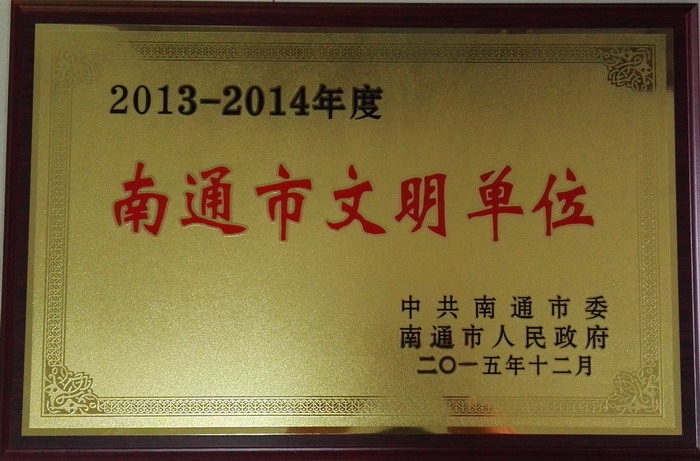 2013-2014年度
南通市文明单位
中共南通市委
南通市人民政府
二〇一五年十二月